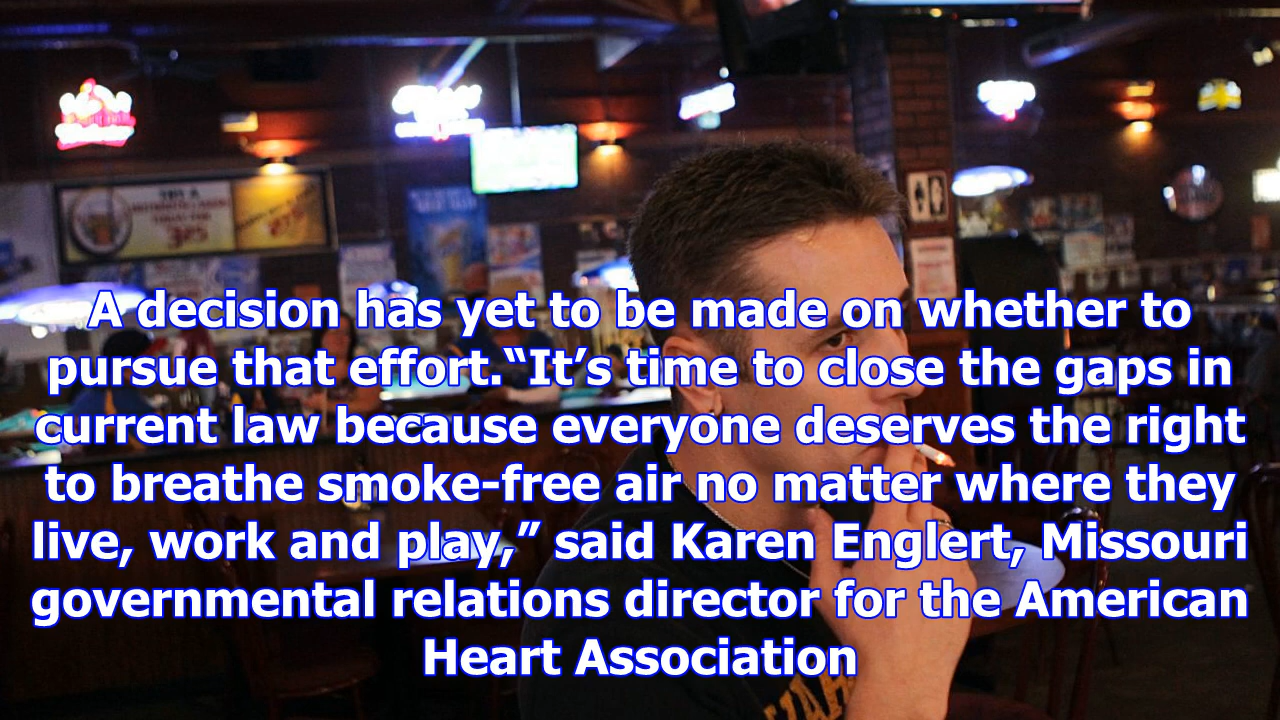 TRY A
A decision has yet to be made on whether to
pursue that effort.“It’s time to close the gaps in
current law because everyone deserves the right
to breathe smoke-free air no matter where they
live, work and play,” said Karen Englert, Missouri
governmental relations director for the American
Heart Association